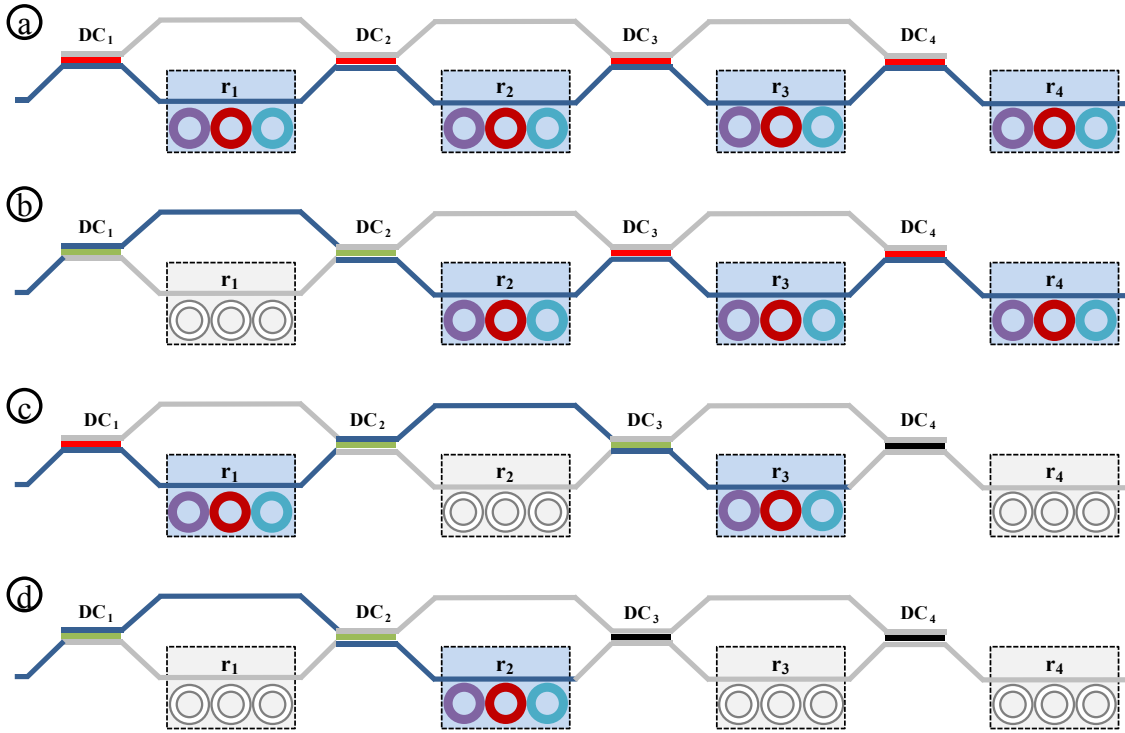 a
DC₁ DC₂ DC₃ DC₄
r₁ r₂ r₃ r₄
b
DC₁ DC₂ DC₃ DC₄
r₁ r₂ r₃ r₄
c
DC₁ DC₂ DC₃ DC₄
r₁ r₂ r₃ r₄
d
DC₁ DC₂ DC₃ DC₄
r₁ r₂ r₃ r₄